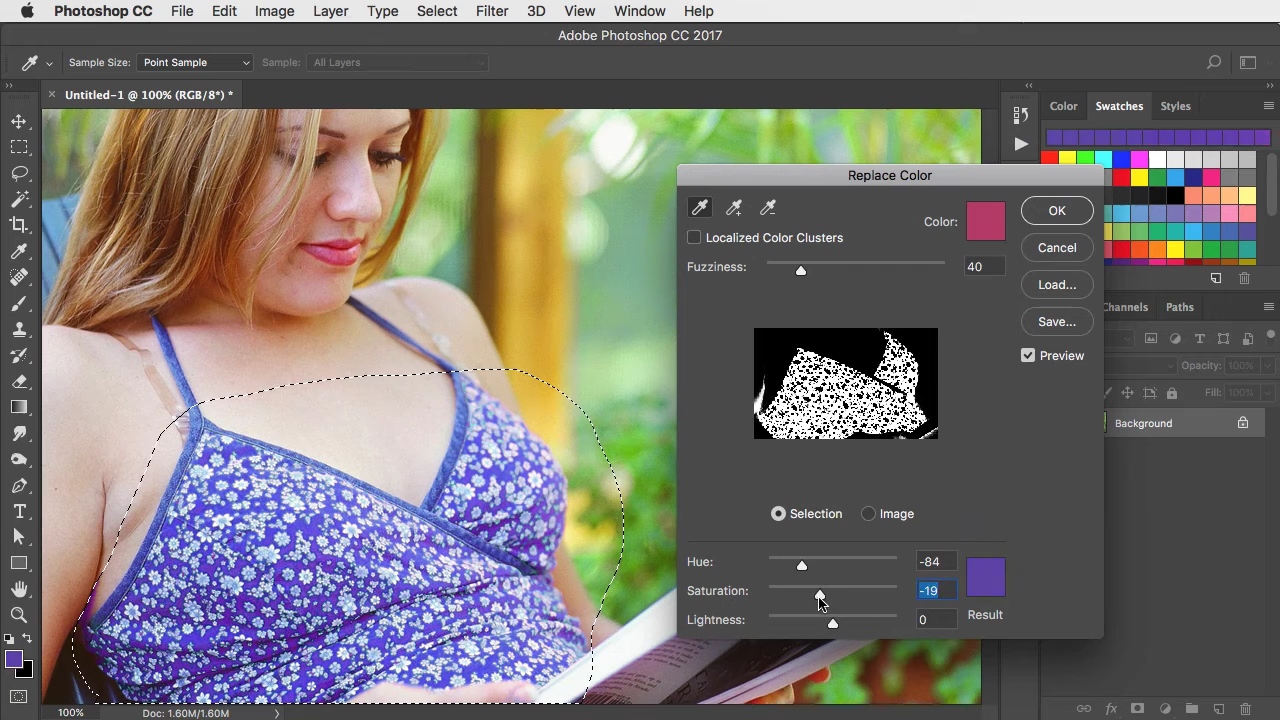 Photoshop CC File Edit Image Layer Type Select Filter 3D View Window Help
Adobe Photoshop CC 2017
Sample Size: Point Sample Sample: All Layers
× Untitled-1 @ 100% (RGB/8*) *
Color Swatches Styles
Replace Color
Color:
OK
Localized Color Clusters
Cancel
Fuzziness: 40
Load...
Save...
Preview
Channels Paths
Opacity: 100%
Fill: 100%
Background
Selection Image
Hue: -84
Saturation: -19
Result
Lightness: 0
100% Doc: 1.60M/1.60M